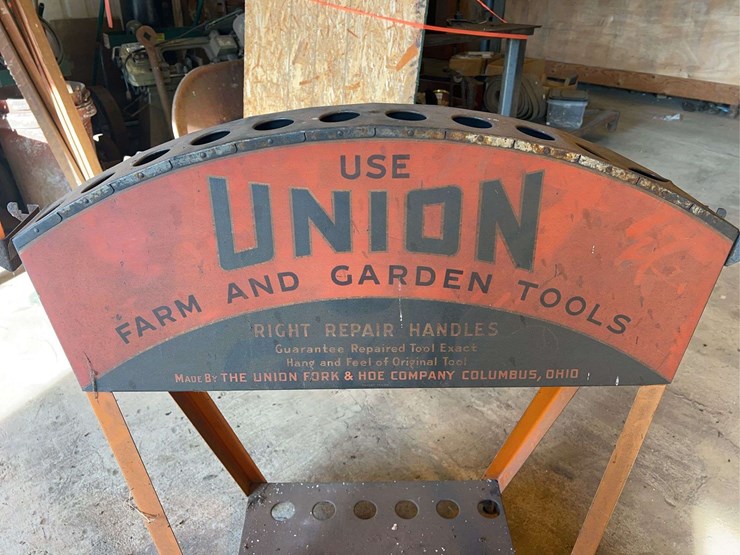 USE
UNION
FARM AND GARDEN TOOLS
RIGHT REPAIR HANDLES
Guarantee Repaired Tool Exact
Hang and Feel of Original Tool
MADE BY THE UNION FORK & HOE COMPANY COLUMBUS, OHIO